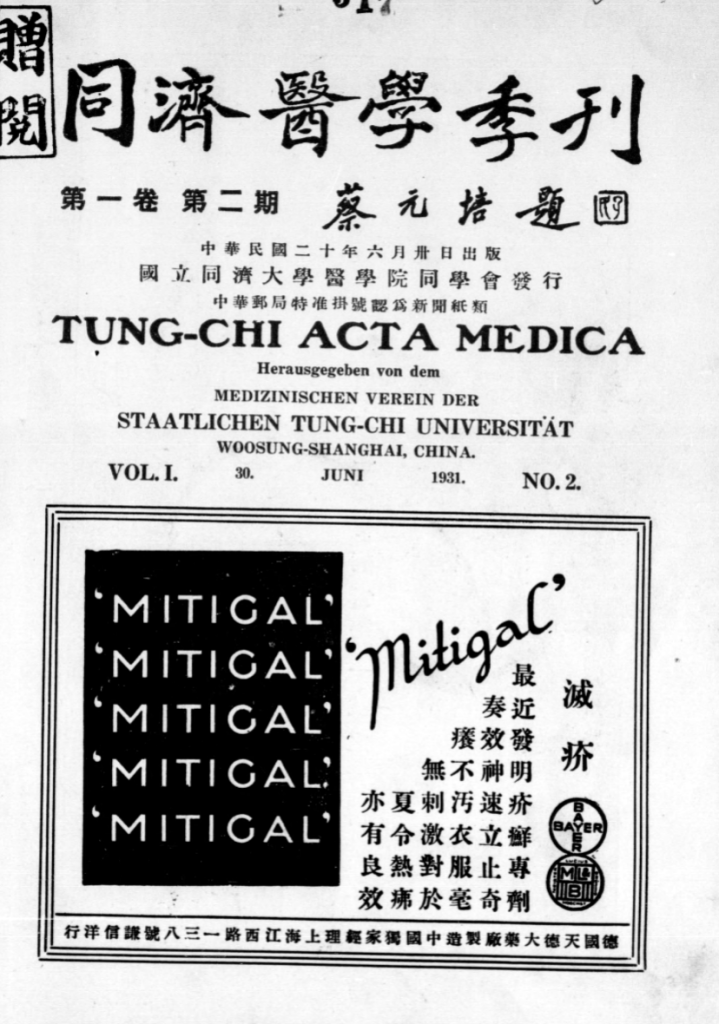 贈閱
同濟醫學季刊
第一卷 第二期
蔡元培題
中華民國二十年六月卅日出版
國立同濟大學醫學院同學會發行
中華郵局特准掛號認爲新聞紙類
TUNG-CHI ACTA MEDICA
Herausgegeben von dem
MEDIZINISCHEN VEREIN DER
STAATLICHEN TUNG-CHI UNIVERSITÄT
WOOSUNG-SHANGHAI, CHINA.
VOL. I. 30. JUNI 1931. NO. 2.
'MITIGAL'
'MITIGAL'
'MITIGAL'
'MITIGAL'
'MITIGAL'
'Mitigal'
滅疥
最近發明疥癬專劑
奏效神速立止奇
癢不汚衣服毫
無刺激對於
夏令熱痱
亦有良效
BAYER
BAYER
德國天德大藥廠製造中國獨家經理上海江西路一三八號謙信洋行